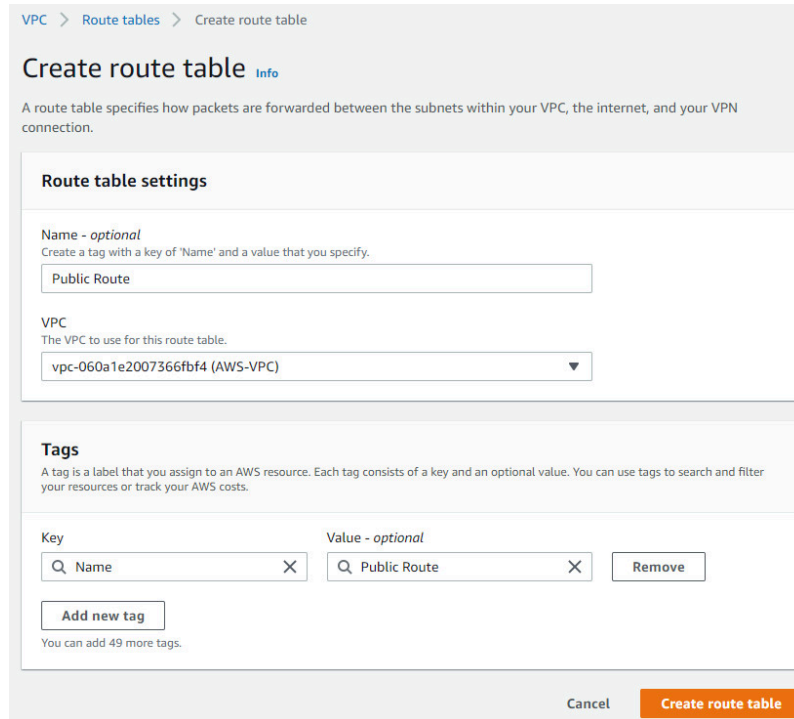 VPC > Route tables > Create route table
Create route table Info
A route table specifies how packets are forwarded between the subnets within your VPC, the internet, and your VPN
connection.
Route table settings
Name - optional
Create a tag with a key of 'Name' and a value that you specify.
Public Route
VPC
The VPC to use for this route table.
vpc-060a1e2007366fbf4 (AWS-VPC)
Tags
A tag is a label that you assign to an AWS resource. Each tag consists of a key and an optional value. You can use tags to search and filter
your resources or track your AWS costs.
Key Value - optional
Name Public Route Remove
Add new tag
You can add 49 more tags.
Cancel Create route table